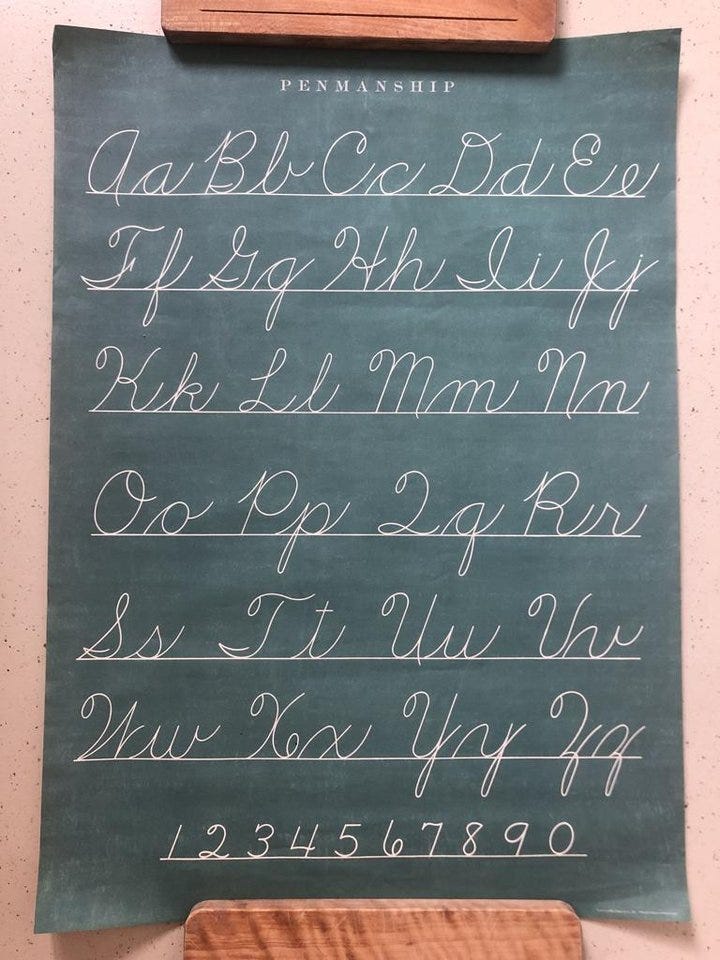 PENMANSHIP
Aa Bb Cc Dd Ee
Ff Gg Hh Ii Jj
Kk Ll Mm Nn
Oo Pp Qq Rr
Ss Tt Uu Vv
Ww Xx Yy Zz
1 2 3 4 5 6 7 8 9 0